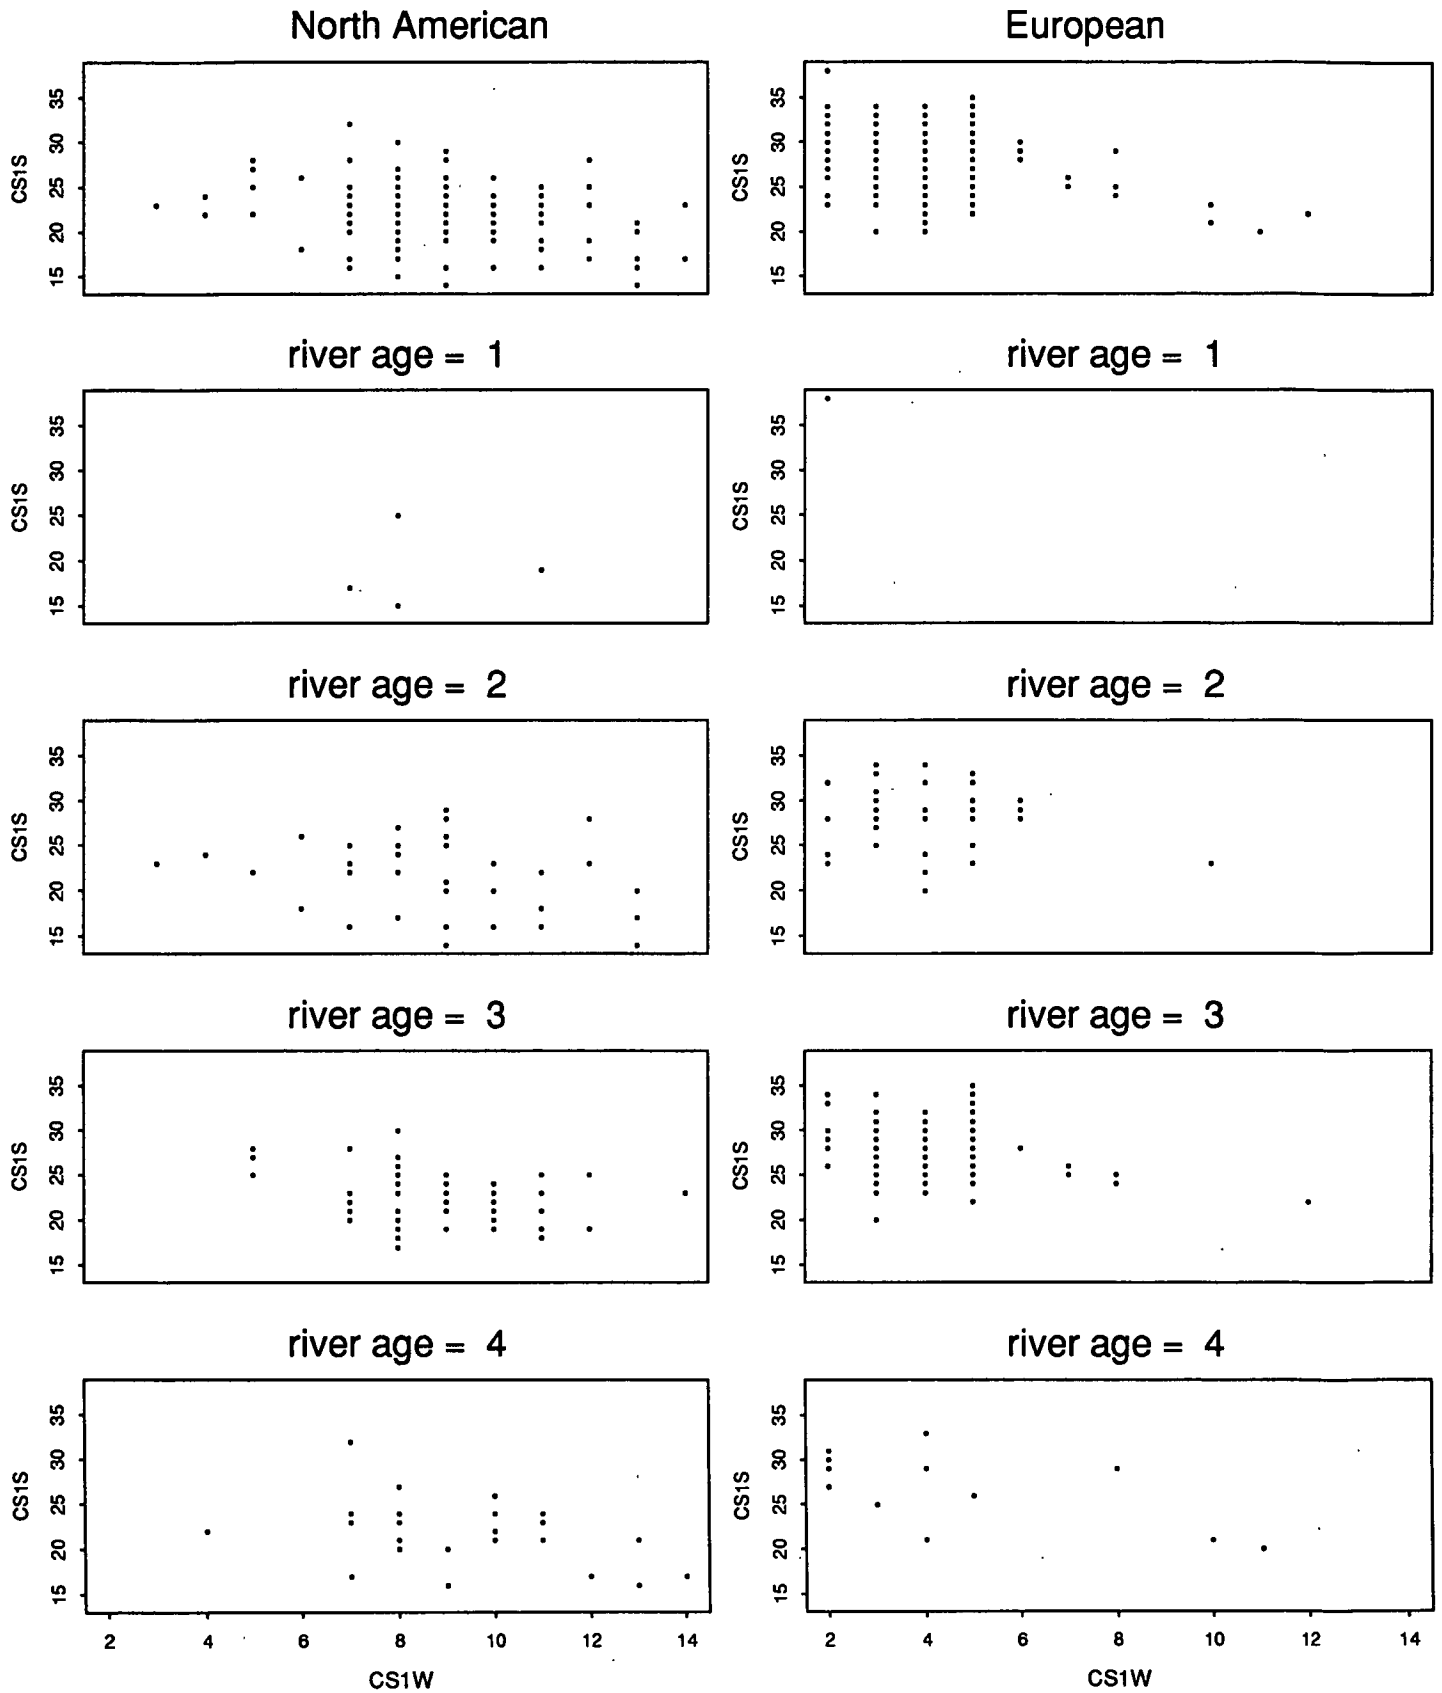 North American European
CS1S 15 20 25 30 35 CS1S 15 20 25 30 35
river age = 1 river age = 1
CS1S 15 20 25 30 35 CS1S 15 20 25 30 35
river age = 2 river age = 2
CS1S 15 20 25 30 35 CS1S 15 20 25 30 35
river age = 3 river age = 3
CS1S 15 20 25 30 35 CS1S 15 20 25 30 35
river age = 4 river age = 4
CS1S 15 20 25 30 35 CS1S 15 20 25 30 35
2 4 6 8 10 12 14 2 4 6 8 10 12 14
CS1W CS1W